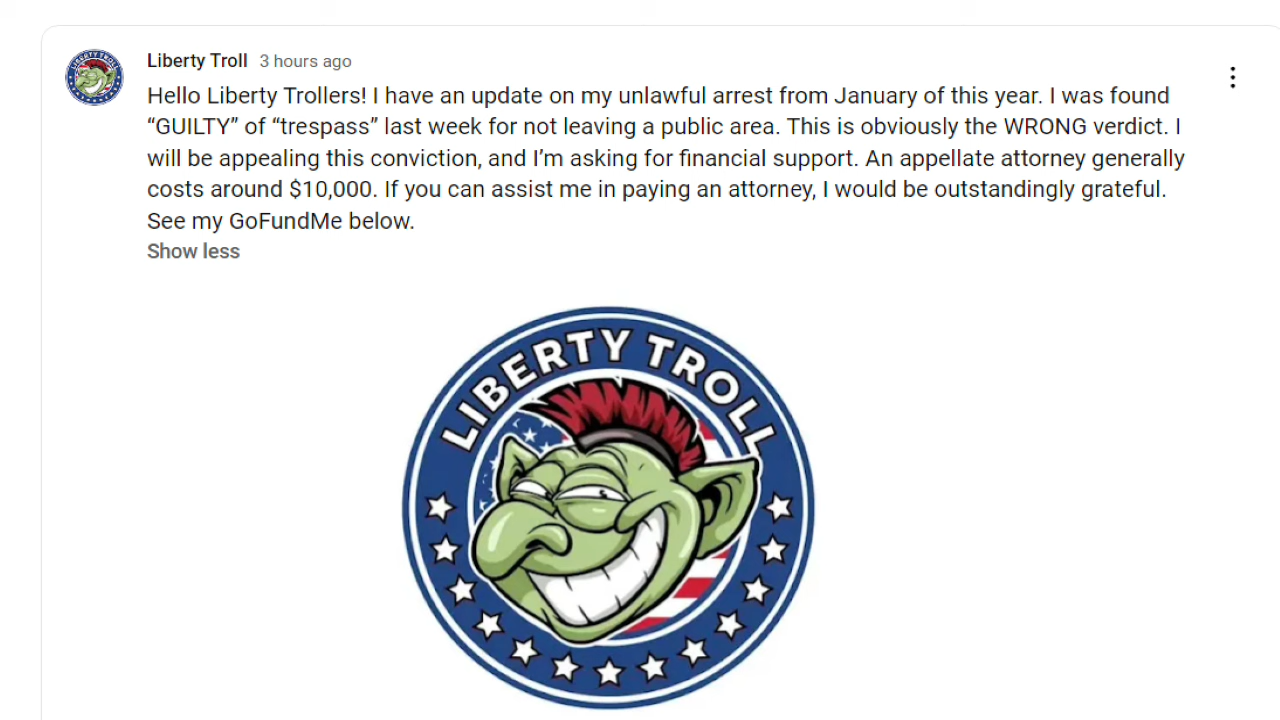 Liberty Troll 3 hours ago
Hello Liberty Trollers! I have an update on my unlawful arrest from January of this year. I was found
“GUILTY” of “trespass” last week for not leaving a public area. This is obviously the WRONG verdict. I
will be appealing this conviction, and I’m asking for financial support. An appellate attorney generally
costs around $10,000. If you can assist me in paying an attorney, I would be outstandingly grateful.
See my GoFundMe below.
Show less
LIBERTY TROLL